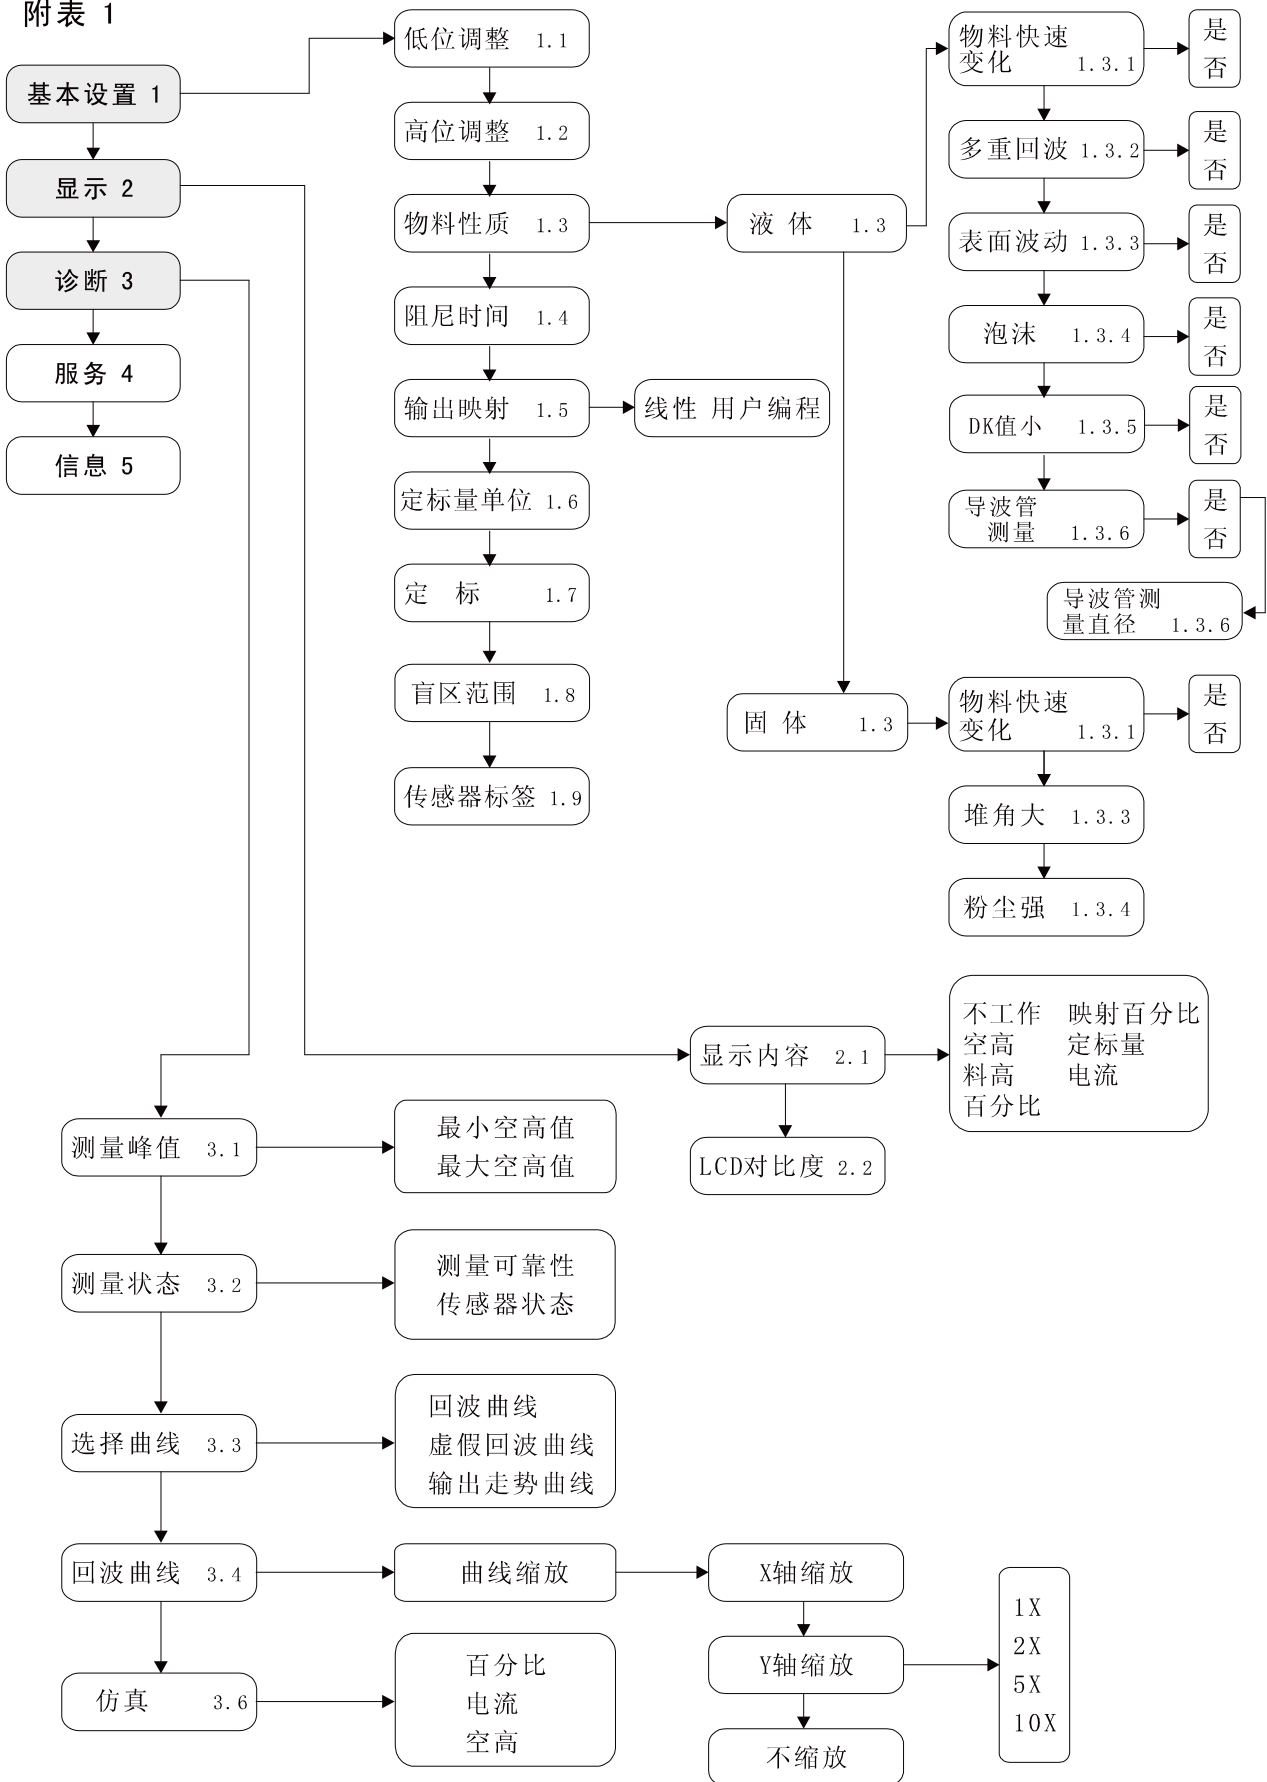 附表 1
基本设置 1
显示 2
诊断 3
服务 4
信息 5
低位调整 1.1
高位调整 1.2
物料性质 1.3
阻尼时间 1.4
输出映射 1.5
线性 用户编程
定标量单位 1.6
定 标 1.7
盲区范围 1.8
传感器标签 1.9
液 体 1.3
物料快速
变化 1.3.1
是
否
多重回波 1.3.2
是
否
表面波动 1.3.3
是
否
泡沫 1.3.4
是
否
DK值小 1.3.5
是
否
导波管
测量 1.3.6
是
否
导波管测
量直径 1.3.6
固 体 1.3
物料快速
变化 1.3.1
是
否
堆角大 1.3.3
粉尘强 1.3.4
显示内容 2.1
不工作 映射百分比
空高 定标量
料高 电流
百分比
LCD对比度 2.2
测量峰值 3.1
最小空高值
最大空高值
测量状态 3.2
测量可靠性
传感器状态
选择曲线 3.3
回波曲线
虚假回波曲线
输出走势曲线
回波曲线 3.4
曲线缩放
X轴缩放
Y轴缩放
不缩放
1X
2X
5X
10X
仿真 3.6
百分比
电流
空高